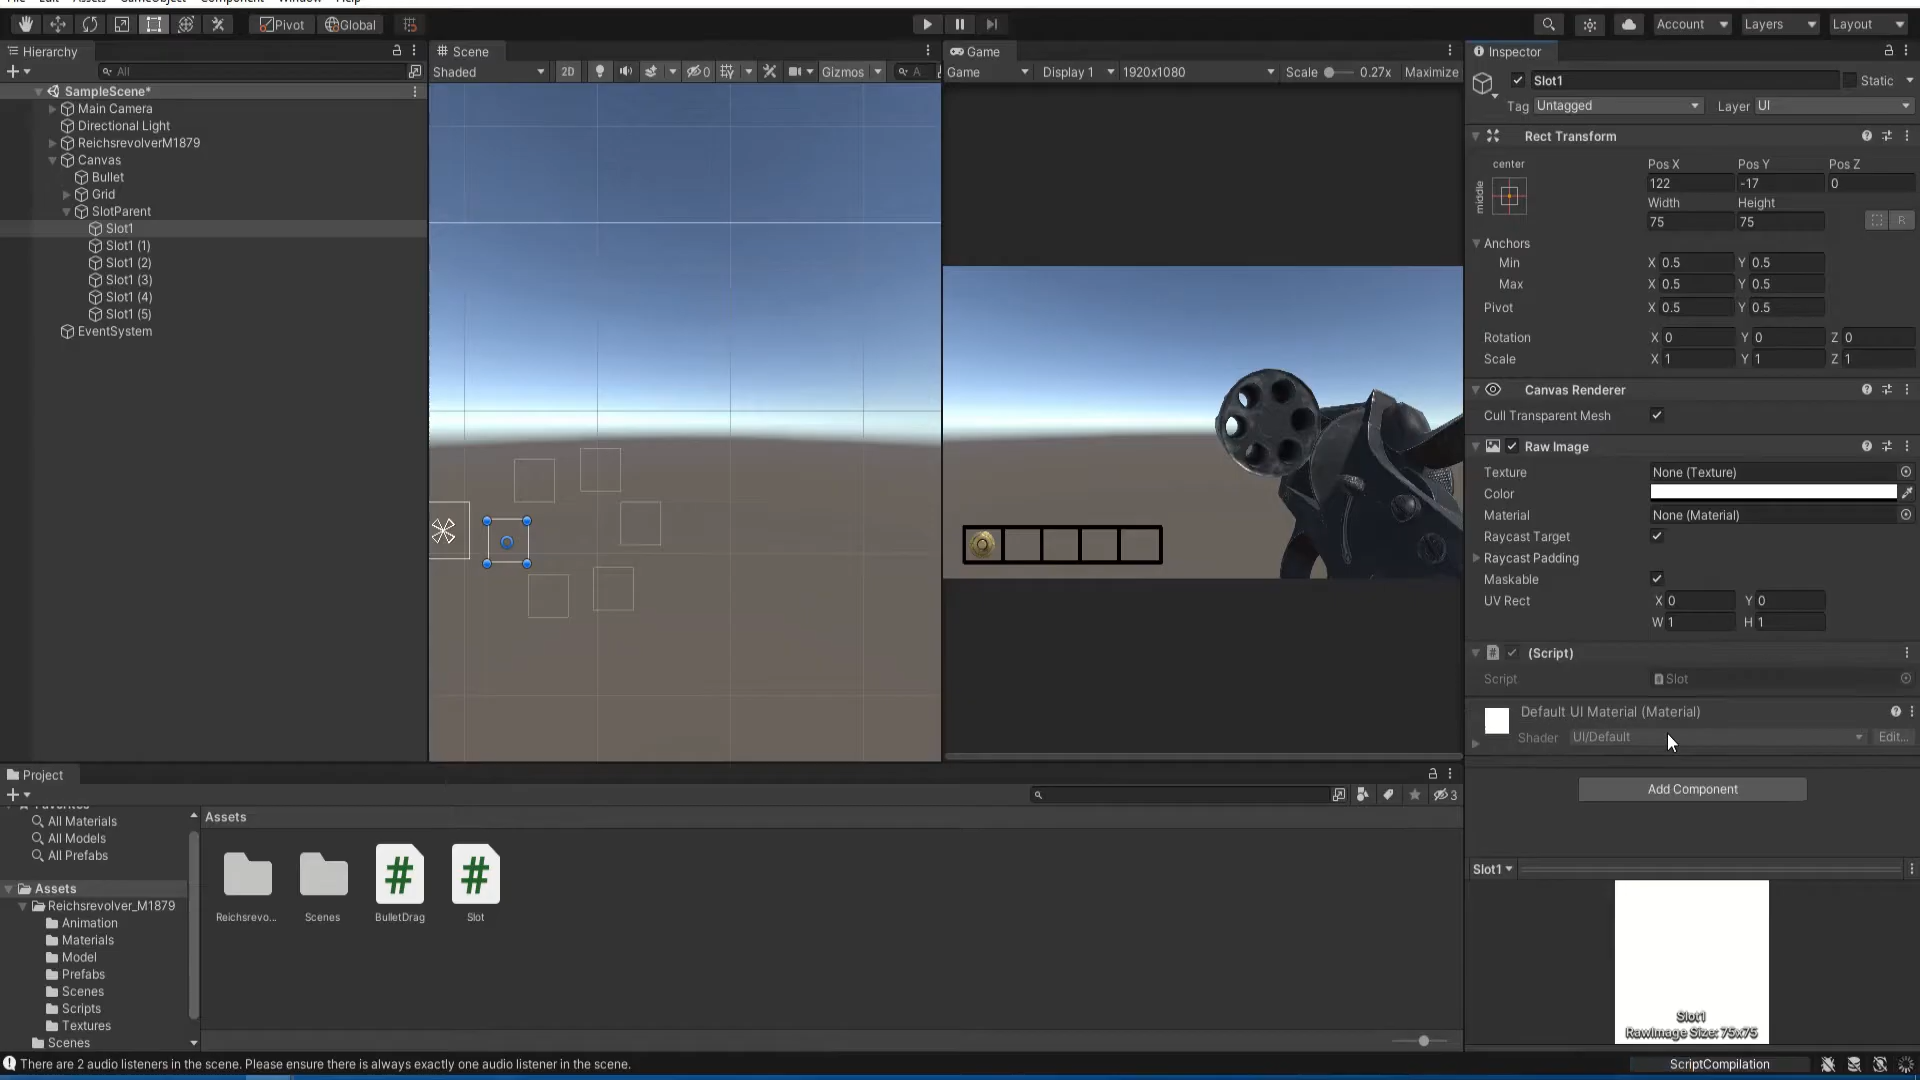 Pivot
Global
Account
Layers
Layout
Hierarchy
All
SampleScene*
Main Camera
Directional Light
ReichsrevolverM1879
Canvas
Bullet
Grid
SlotParent
Slot1
Slot1 (1)
Slot1 (2)
Slot1 (3)
Slot1 (4)
Slot1 (5)
EventSystem
Scene
Shaded
2D
0
Gizmos
A
Game
Game
Display 1
1920x1080
Scale
0.27x
Maximize
Inspector
Slot1
Static
Tag
Untagged
Layer
UI
Rect Transform
center
middle
Pos X
Pos Y
Pos Z
122
-17
0
Width
Height
75
75
R
Anchors
Min
X 0.5
Y 0.5
Max
X 0.5
Y 0.5
Pivot
X 0.5
Y 0.5
Rotation
X 0
Y 0
Z 0
Scale
X 1
Y 1
Z 1
Canvas Renderer
Cull Transparent Mesh
Raw Image
Texture
None (Texture)
Color
Material
None (Material)
Raycast Target
Raycast Padding
Maskable
UV Rect
X 0
Y 0
W 1
H 1
# (Script)
Script
Slot
Default UI Material (Material)
Shader
UI/Default
Edit...
Add Component
Slot1
Slot1
RawImage Size: 75x75
Project
3
Favorites
All Materials
All Models
All Prefabs
Assets
Reichsrevolver_M1879
Animation
Materials
Model
Prefabs
Scenes
Scripts
Textures
Scenes
Assets
Reichsrevo...
Scenes
#
BulletDrag
#
Slot
There are 2 audio listeners in the scene. Please ensure there is always exactly one audio listener in the scene.
ScriptCompilation